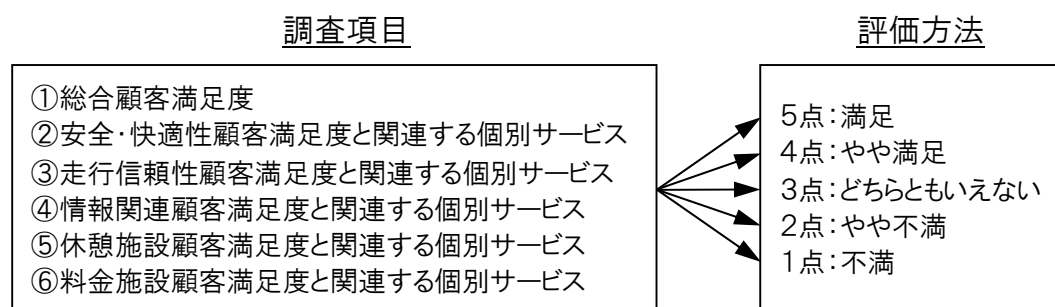 調査項目
①総合顧客満足度
②安全・快適性顧客満足度と関連する個別サービス
③走行信頼性顧客満足度と関連する個別サービス
④情報関連顧客満足度と関連する個別サービス
⑤休憩施設顧客満足度と関連する個別サービス
⑥料金施設顧客満足度と関連する個別サービス
評価方法
5点：満足
4点：やや満足
3点：どちらともいえない
2点：やや不満
1点：不満